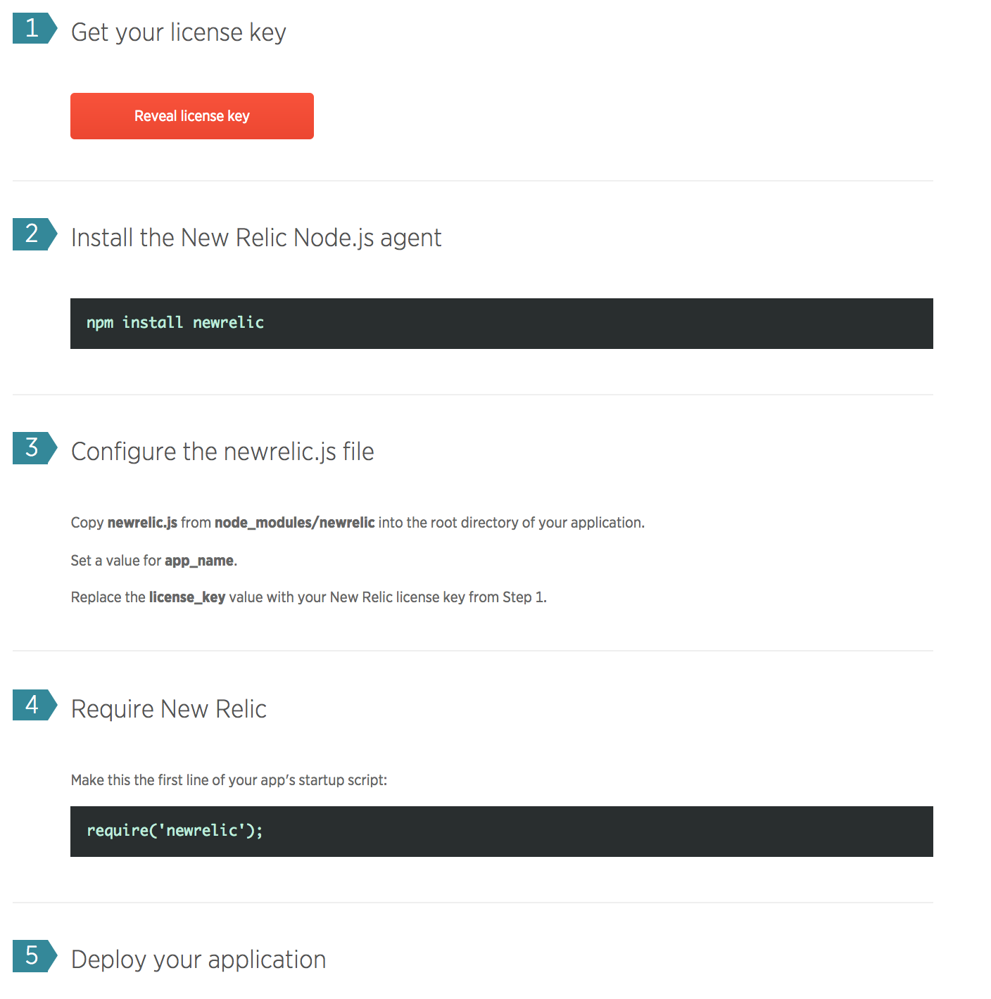 1 Get your license key
Reveal license key
2 Install the New Relic Node.js agent
npm install newrelic
3 Configure the newrelic.js file
Copy newrelic.js from node_modules/newrelic into the root directory of your application.
Set a value for app_name.
Replace the license_key value with your New Relic license key from Step 1.
4 Require New Relic
Make this the first line of your app's startup script:
require('newrelic');
5 Deploy your application